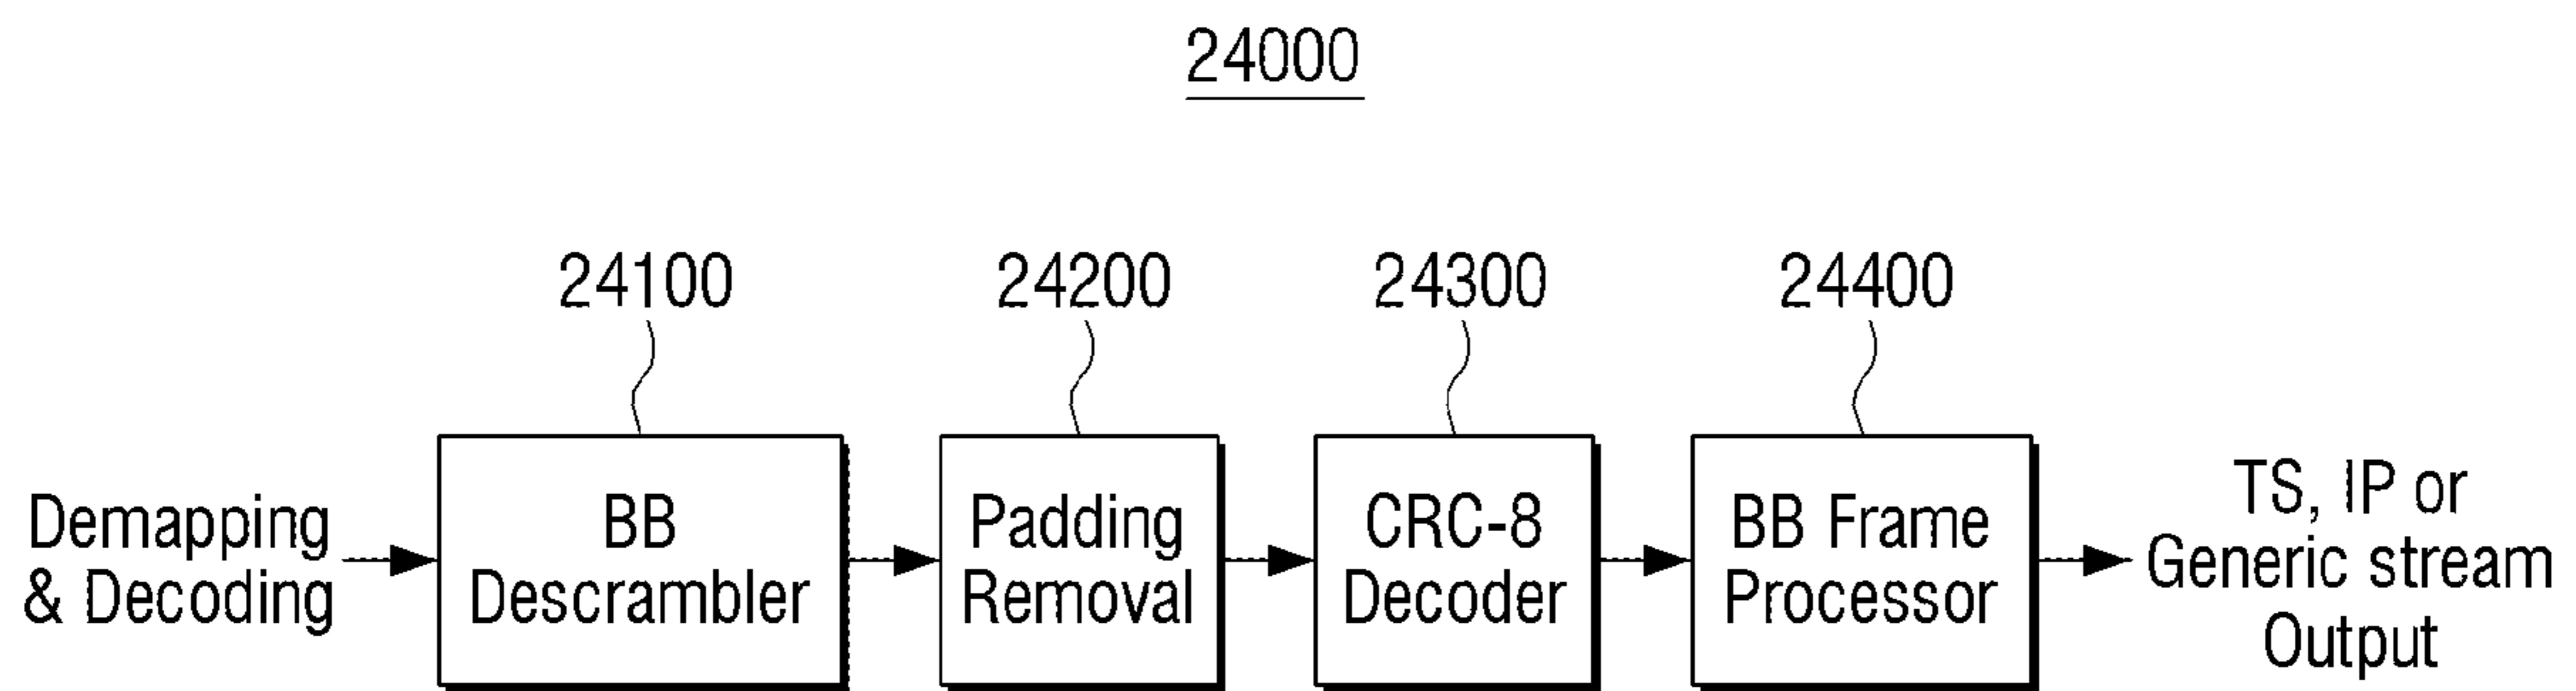 24000
24100
24200
24300
24400
Demapping
& Decoding
BB
Descrambler
Padding
Removal
CRC-8
Decoder
BB Frame
Processor
TS, IP or
Generic stream
Output